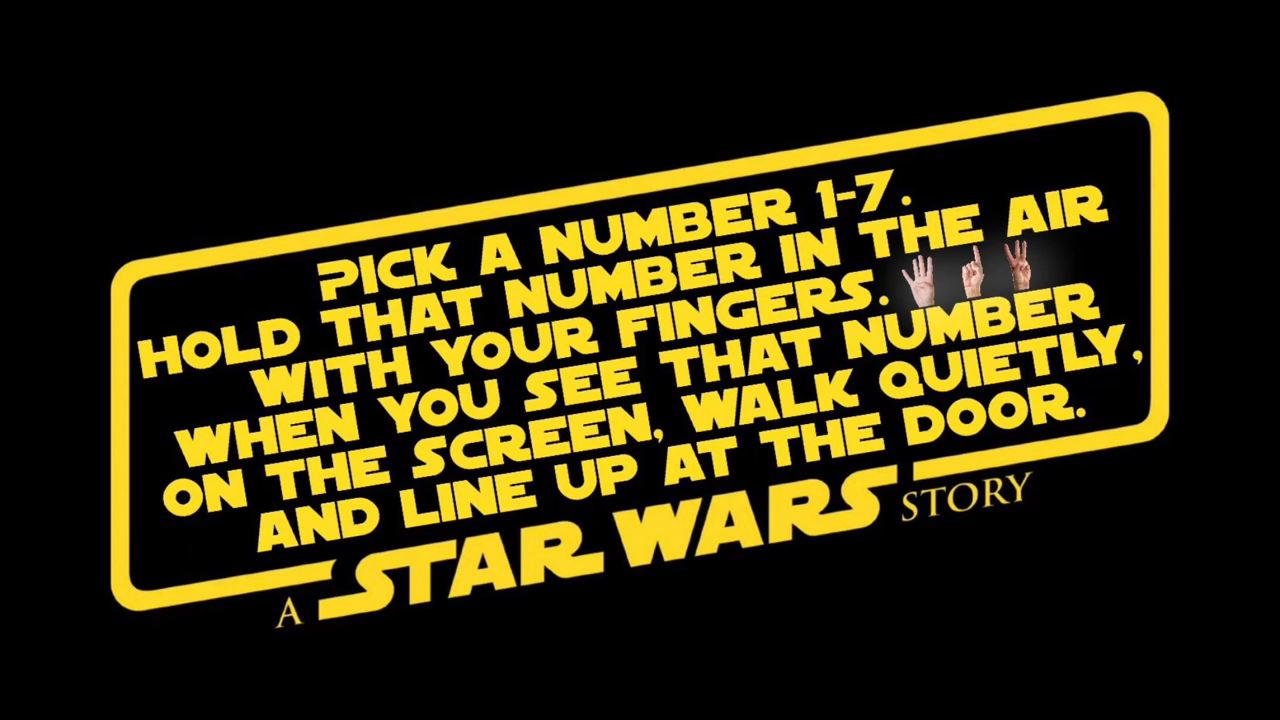 PICK A NUMBER 1-7.
HOLD THAT NUMBER IN THE AIR
WITH YOUR FINGERS.
WHEN YOU SEE THAT NUMBER
ON THE SCREEN, WALK QUIETLY,
AND LINE UP AT THE DOOR.
A STAR WARS STORY